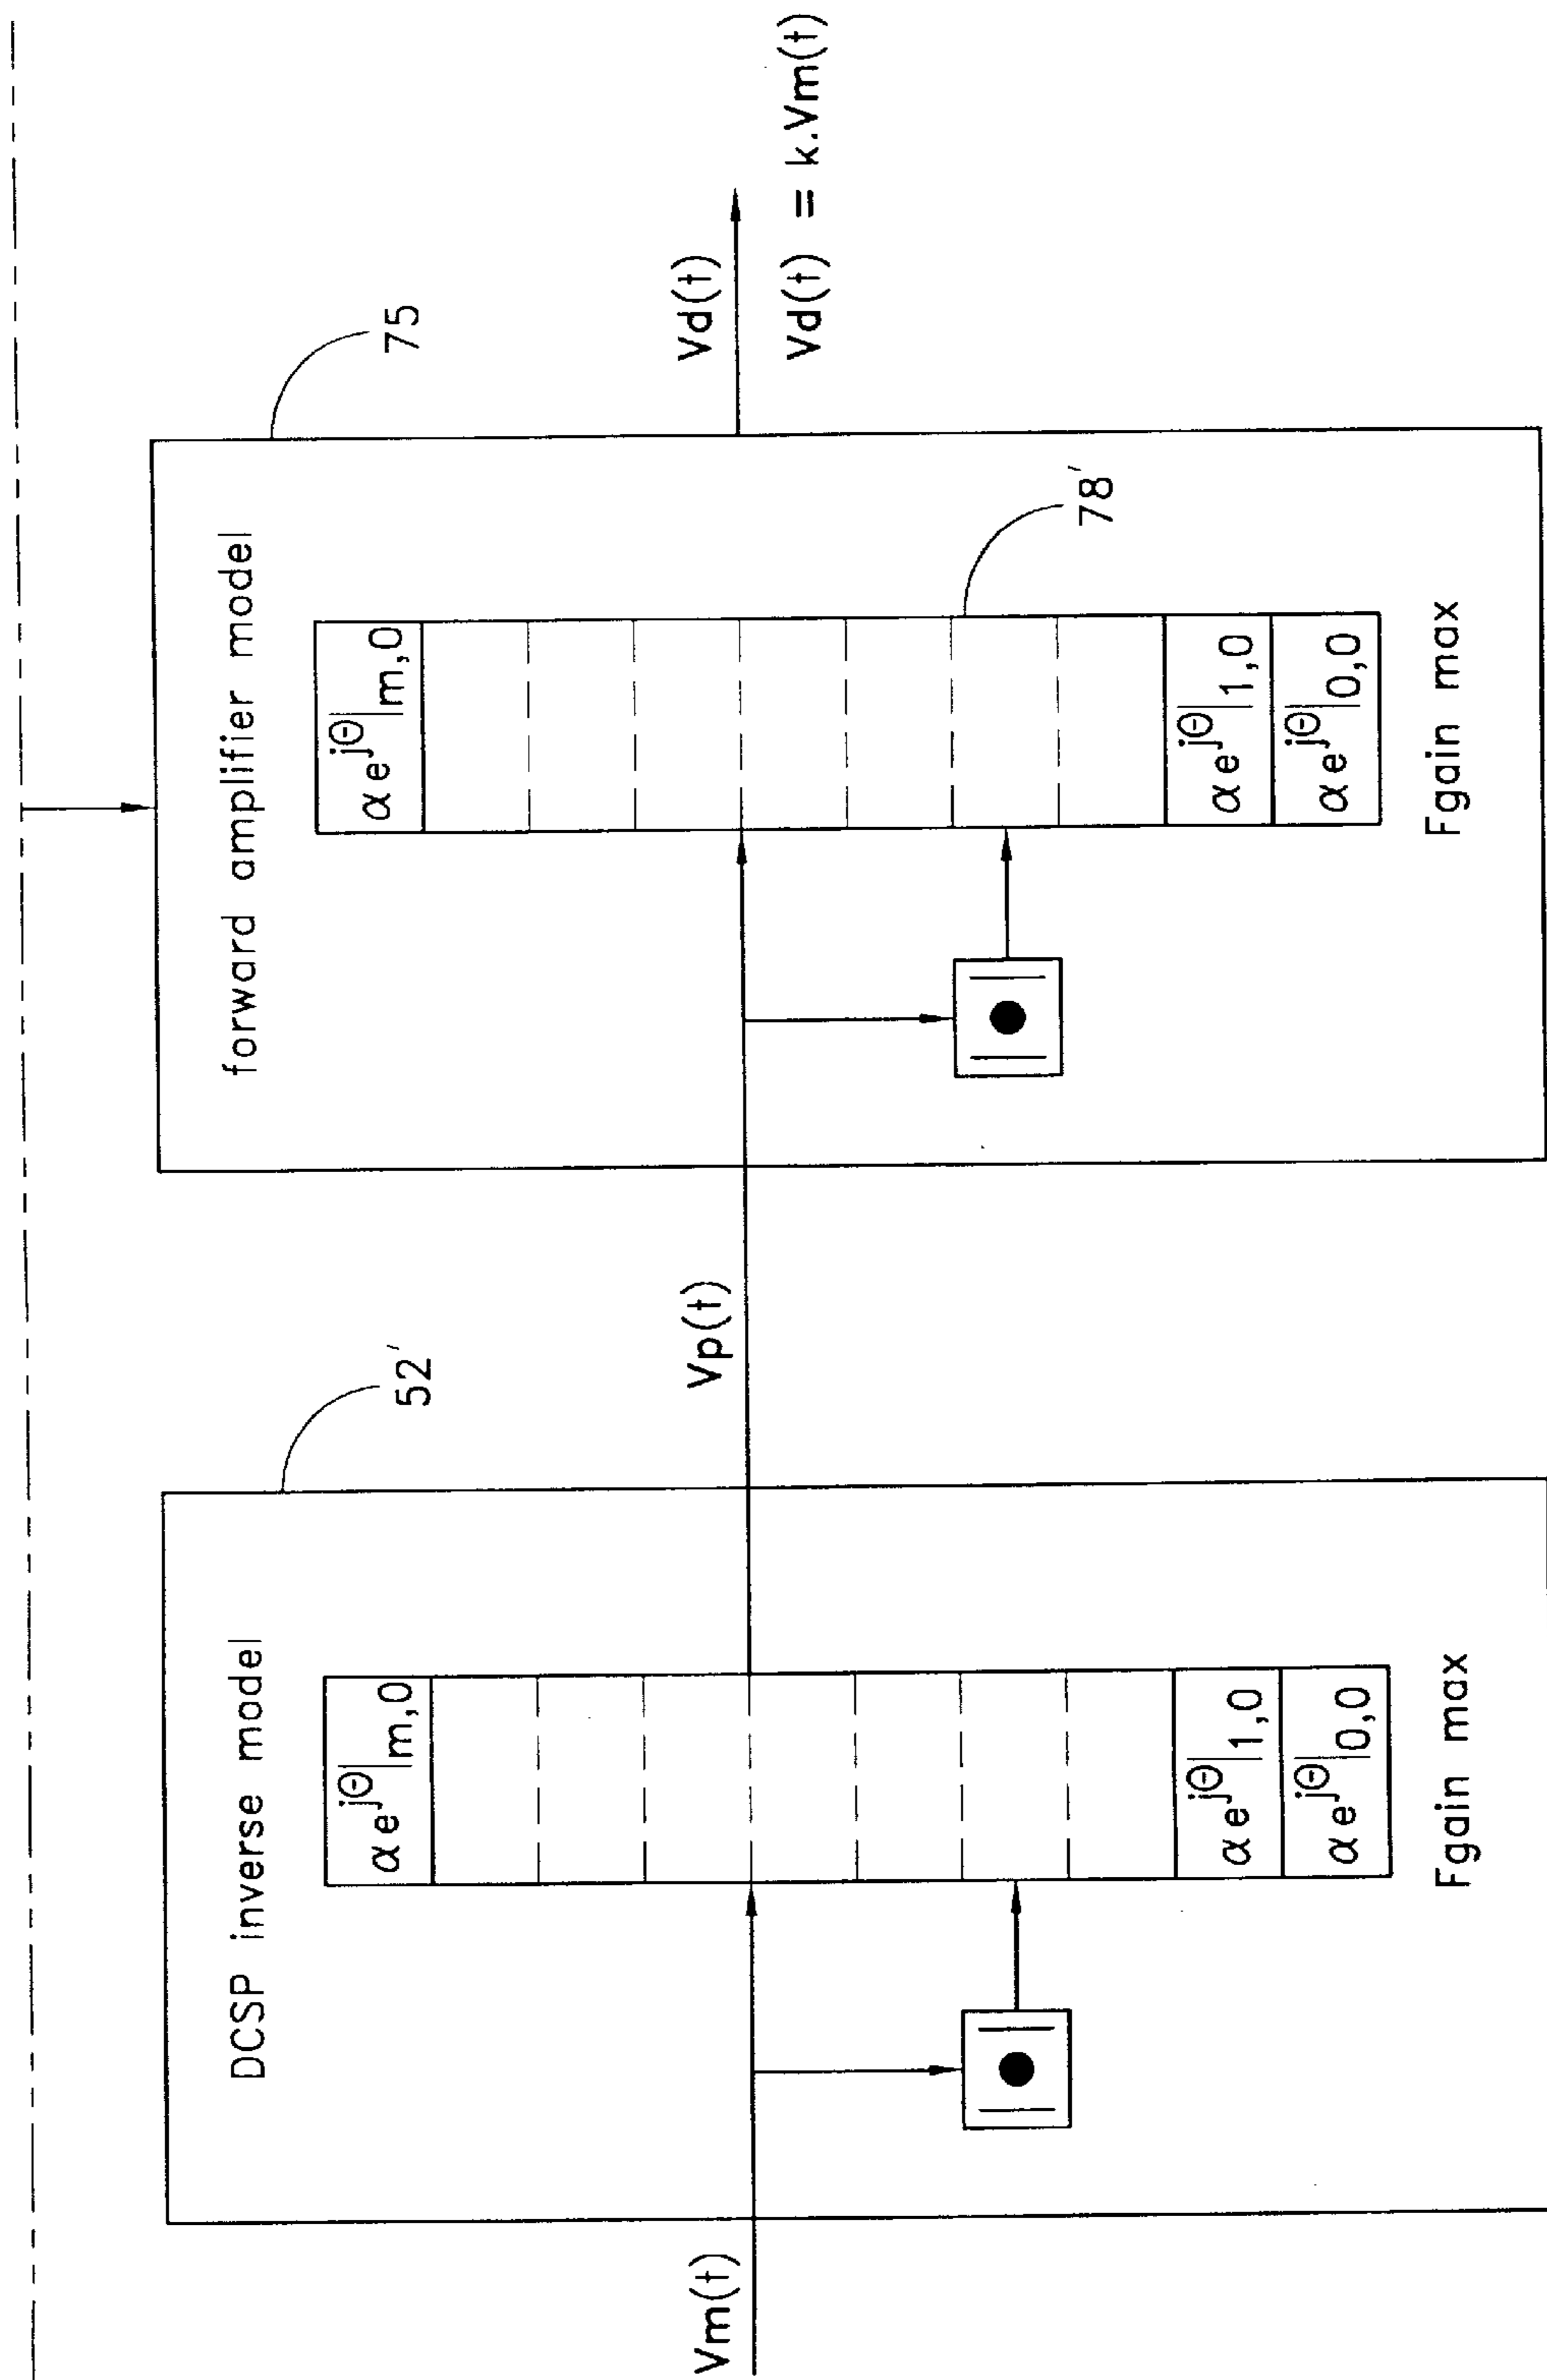 DCSP inverse model
52'
Vm(t)
αe^jΘ|m,0
αe^jΘ|1,0
αe^jΘ|0,0
Fgain max
Vp(t)
forward amplifier model
75
αe^jΘ|m,0
78'
αe^jΘ|1,0
αe^jΘ|0,0
Fgain max
Vd(t)
Vd(t) = k.Vm(t)